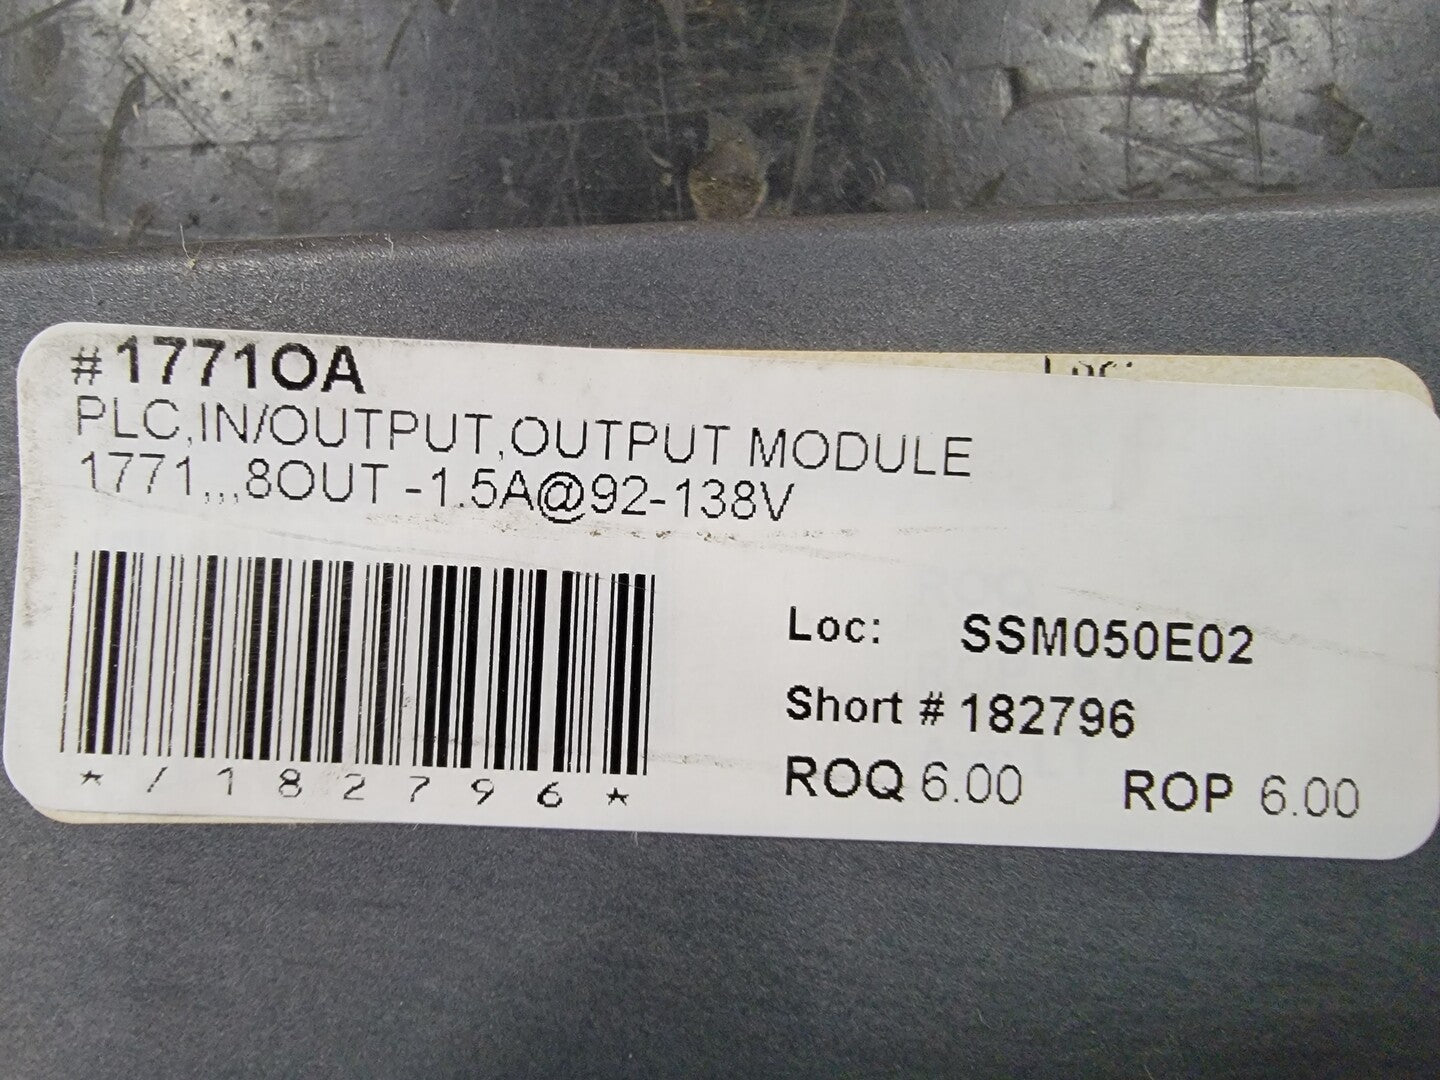 #1771OA
PLC,IN/OUTPUT,OUTPUT MODULE
1771,,,8OUT -1.5A@92-138V
Loc:
Loc: SSM050E02
Short # 182796
ROQ 6.00 ROP 6.00
*/182796*